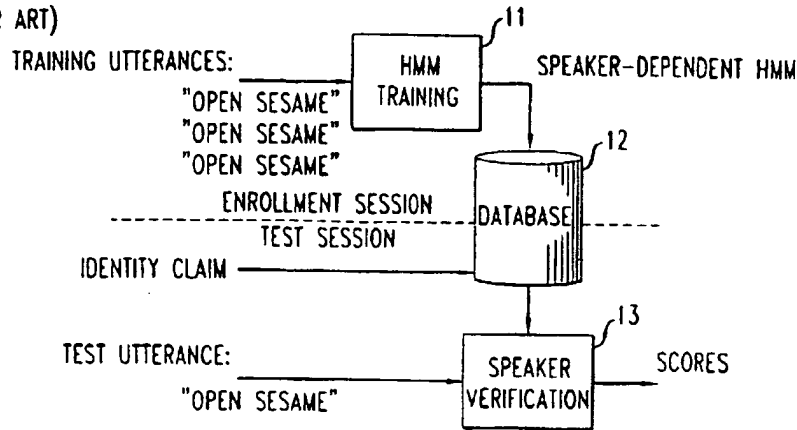 ART)
11
TRAINING UTTERANCES:
HMM
TRAINING
SPEAKER-DEPENDENT HMM
"OPEN SESAME"
"OPEN SESAME"
"OPEN SESAME"
12
DATABASE
ENROLLMENT SESSION
TEST SESSION
IDENTITY CLAIM
13
TEST UTTERANCE:
SPEAKER
VERIFICATION
SCORES
"OPEN SESAME"